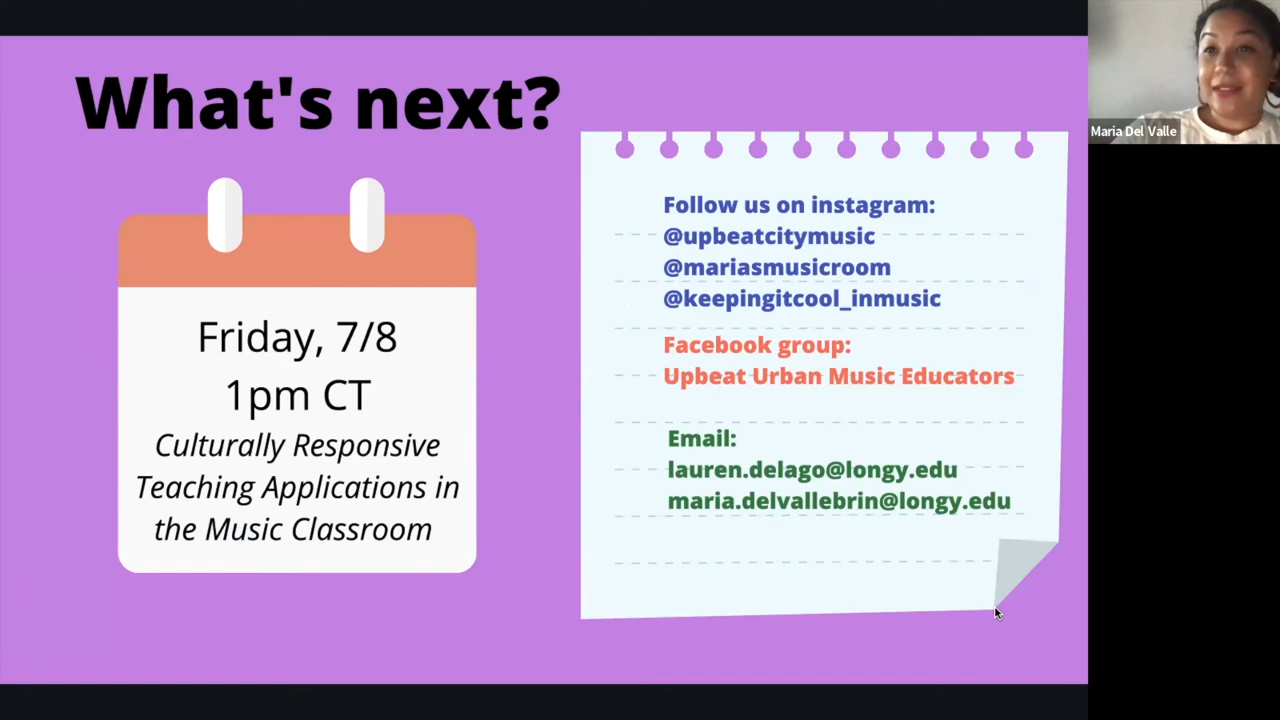 What's next?
Friday, 7/8
1pm CT
Culturally Responsive
Teaching Applications in
the Music Classroom
Follow us on instagram:
@upbeatcitymusic
@mariasmusicroom
@keepingitcool_inmusic
Facebook group:
Upbeat Urban Music Educators
Email:
lauren.delago@longy.edu
maria.delvallebrin@longy.edu
Maria Del Valle